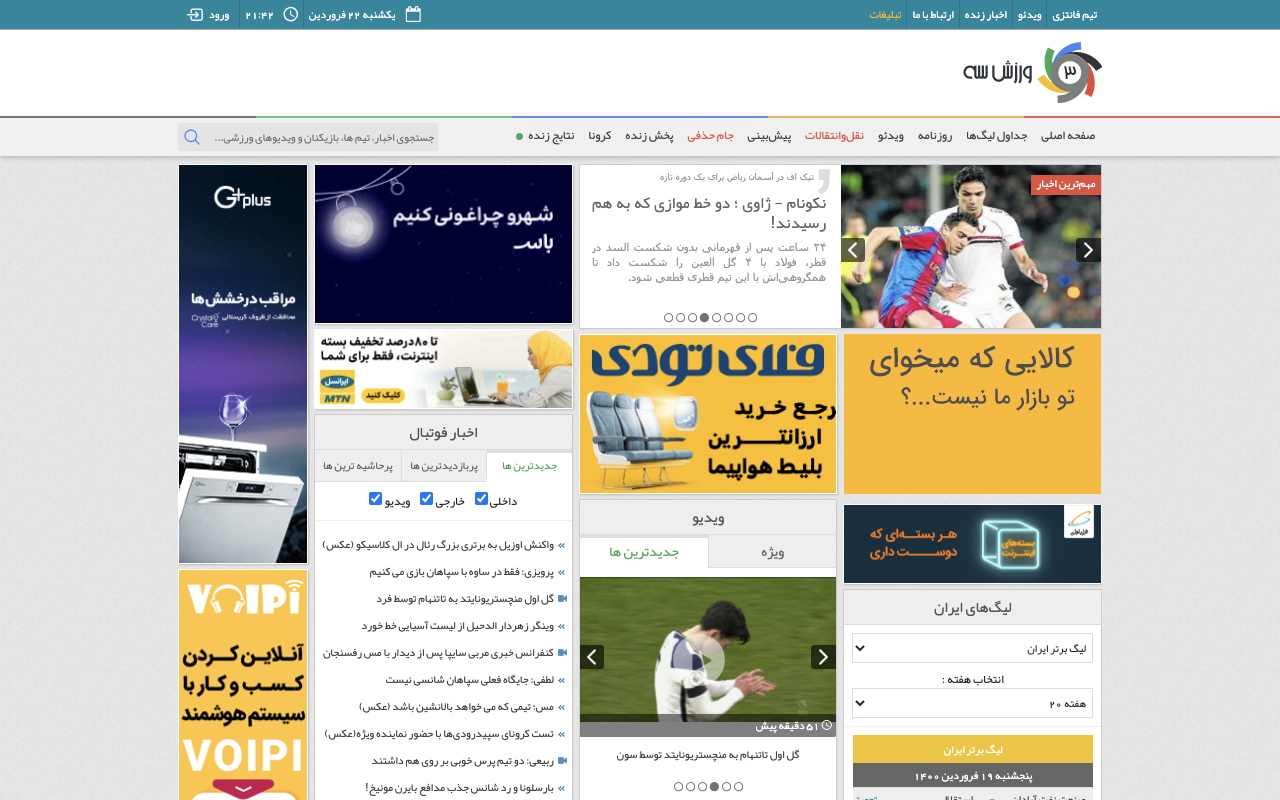 تیم فانتزی
ویدئو
اخبار زنده
ارتباط با ما
تبلیغات
یکشنبه ۲۲ فروردین
۲۱:۴۲
ورود
۳
ورزش سه
صفحه اصلی
جداول لیگ‌ها
روزنامه
ویدئو
نقل‌وانتقالات
پیش‌بینی
جام حذفی
پخش زنده
کرونا
نتایج زنده
جستجوی اخبار، تیم ها، بازیکنان و ویدیوهای ورزشی...
مهم‌ترین اخبار
تیک اف در آسمان ریاض برای یک دوره تازه
نکونام - ژاوی ؛ دو خط موازی که به هم
رسیدند!
۲۴ ساعت پس از قهرمانی بدون شکست السد در
قطر، فولاد با ۴ گل العین را شکست داد تا
همگروهی‌اش با این تیم قطری قطعی شود.
کالایی که میخوای
تو بازار ما نیست...؟
هر بسته‌ای که
دوست داری
بسته‌های
اینترنت
لیگ‌های ایران
لیگ برتر ایران
انتخاب هفته :
هفته ۲۰
لیگ برتر ایران
پنجشنبه ۱۹ فروردین ۱۴۰۰
فلای تودی
مرجع خرید
ارزانترین
بلیط هواپیما
ویدیو
ویژه
جدیدترین ها
۵۱ دقیقه پیش
گل اول تاتنهام به منچستریونایتد توسط سون
شهرو چراغونی کنیم
باسـ
تا ۸۰درصد تخفیف بسته
اینترنت، فقط برای شما
ایرانسل
MTN
کلیک کنید
اخبار فوتبال
جدیدترین ها
پربازدیدترین ها
پرحاشیه ترین ها
داخلی
خارجی
ویدیو
واکنش اوزیل به برتری بزرگ رئال در ال کلاسیکو (عکس)
پرویزی: فقط در ساوه با سپاهان بازی می کنیم
گل اول منچستریونایتد به تاتنهام توسط فرد
وینگر زهردار الدحیل از لیست آسیایی خط خورد
کنفرانس خبری مربی سایپا پس از دیدار با مس رفسنجان
لطفی: جایگاه فعلی سپاهان شانسی نیست
مس؛ تیمی که می خواهد بالانشین باشد (عکس)
تست کرونای سپیدرودی‌ها با حضور نماینده ویژه(عکس)
ربیعی: دو تیم پرس خوبی بر روی هم داشتند
بارسلونا و رد شانس جذب مدافع بایرن مونیخ!
G+plus
مراقب درخشش‌ها
محافظت از ظروف کریستالی
Crystal Care
VOIPi
آنلاین کردن
کسب و کار با
سیستم هوشمند
VOIPI